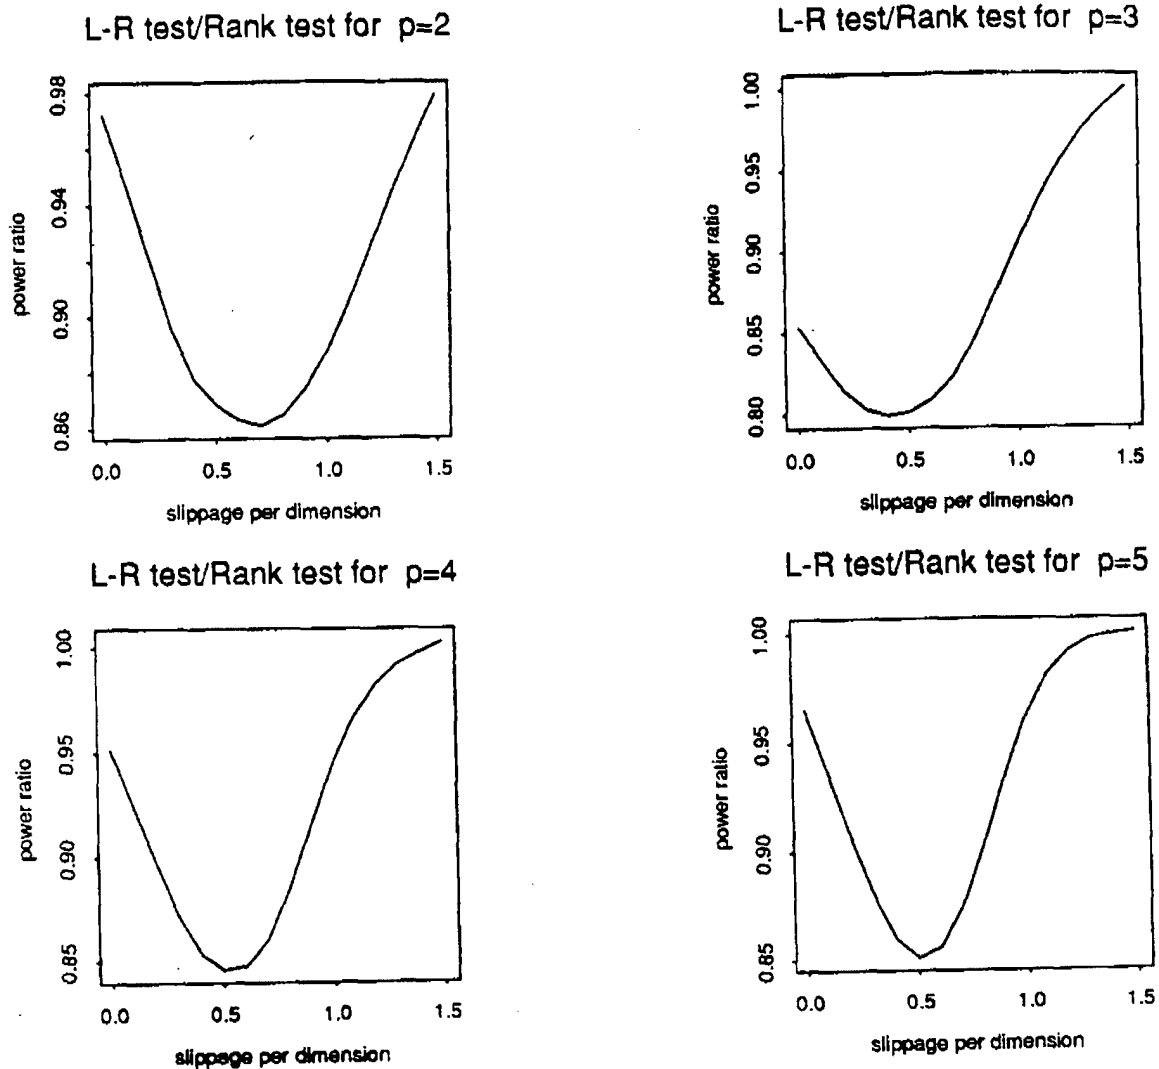 L-R test/Rank test for p=2
power ratio
0.98
0.94
0.90
0.86
0.0 0.5 1.0 1.5
slippage per dimension
L-R test/Rank test for p=3
power ratio
1.00
0.95
0.90
0.85
0.80
0.0 0.5 1.0 1.5
slippage per dimension
L-R test/Rank test for p=4
power ratio
1.00
0.95
0.90
0.85
0.0 0.5 1.0 1.5
slippage per dimension
L-R test/Rank test for p=5
power ratio
1.00
0.95
0.90
0.85
0.0 0.5 1.0 1.5
slippage per dimension